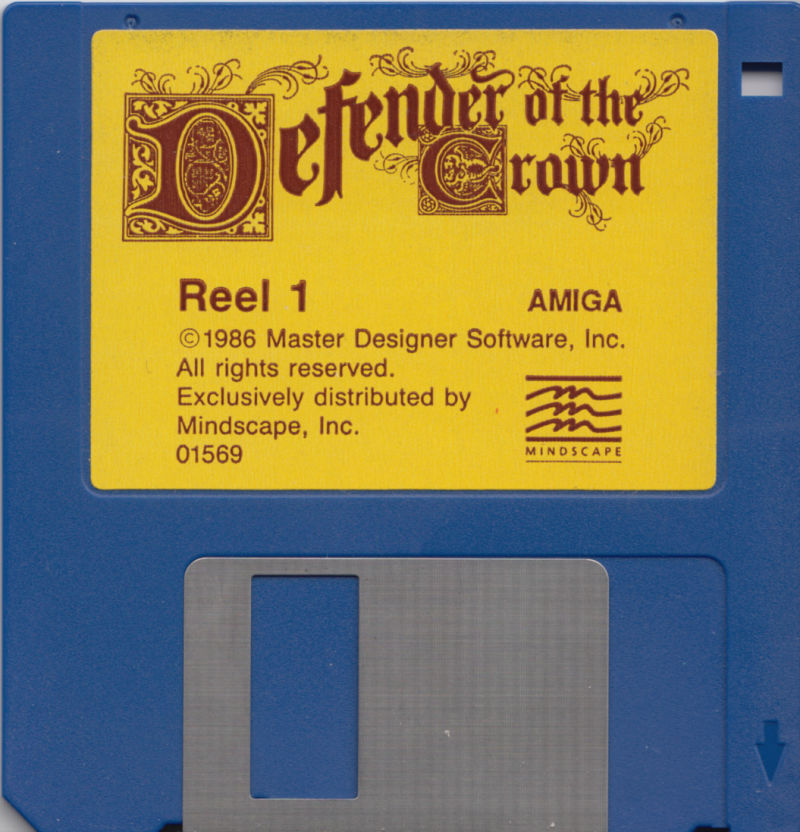 Defender of the
Crown
Reel 1
AMIGA
©1986 Master Designer Software, Inc.
All rights reserved.
Exclusively distributed by
Mindscape, Inc.
01569
MINDSCAPE